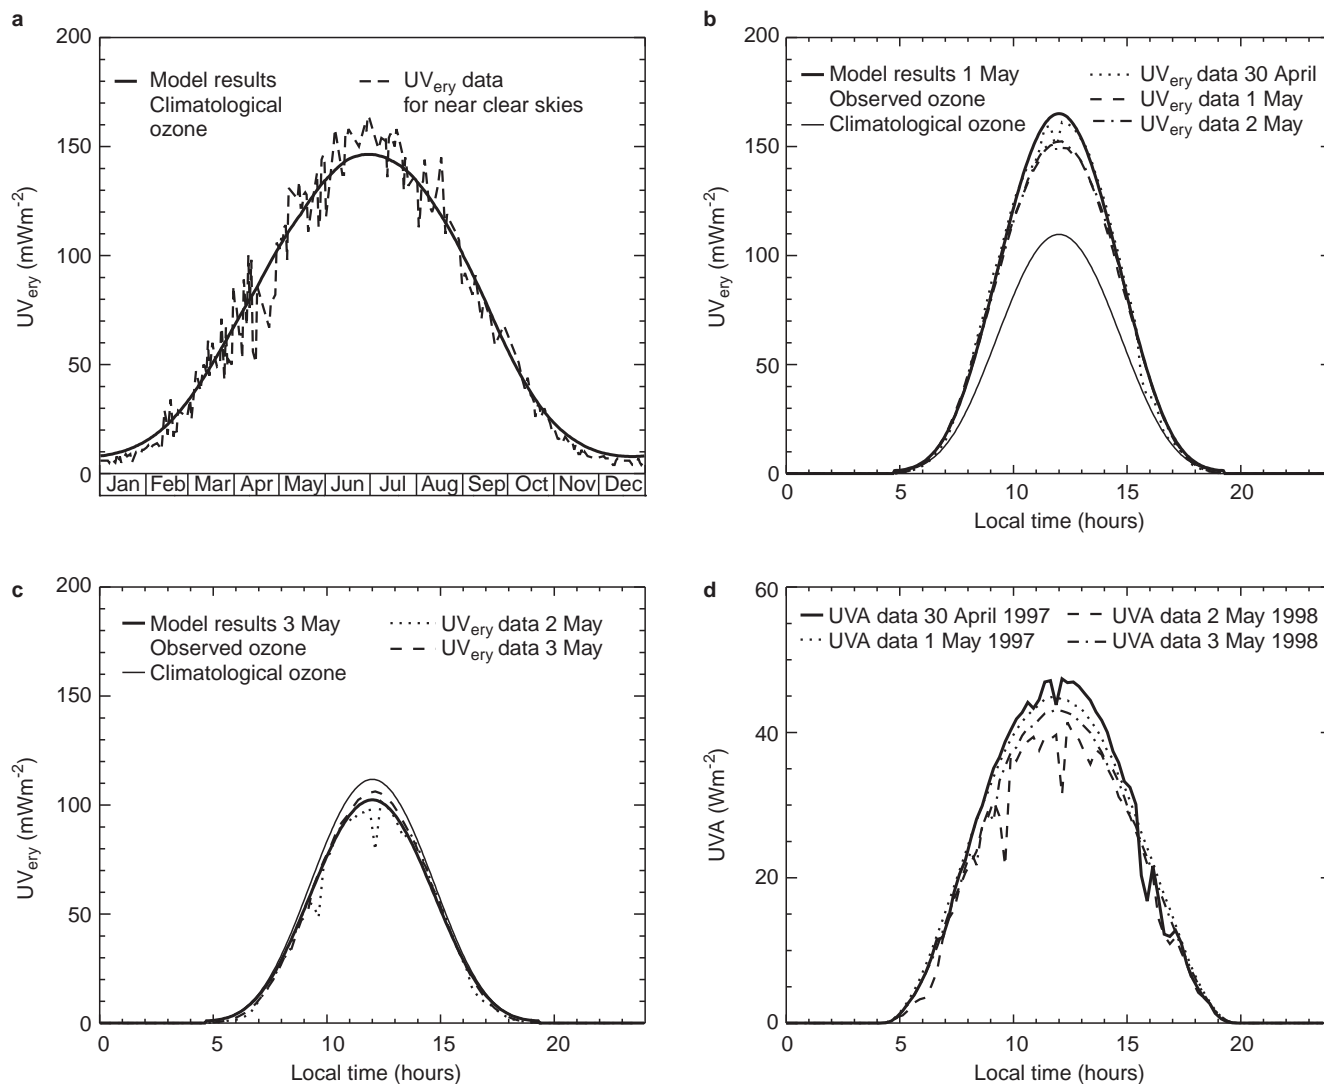 a
200
150
100
50
0
UVery (mWm-2)
Model results
Climatological
ozone
UVery data
for near clear skies
Jan Feb Mar Apr May Jun Jul Aug Sep Oct Nov Dec
b
200
150
100
50
0
UVery (mWm-2)
Model results 1 May
Observed ozone
Climatological ozone
UVery data 30 April
UVery data 1 May
UVery data 2 May
0 5 10 15 20
Local time (hours)
c
200
150
100
50
0
UVery (mWm-2)
Model results 3 May
Observed ozone
Climatological ozone
UVery data 2 May
UVery data 3 May
0 5 10 15 20
Local time (hours)
d
60
40
20
0
UVA (Wm-2)
UVA data 30 April 1997
UVA data 1 May 1997
UVA data 2 May 1998
UVA data 3 May 1998
0 5 10 15 20
Local time (hours)